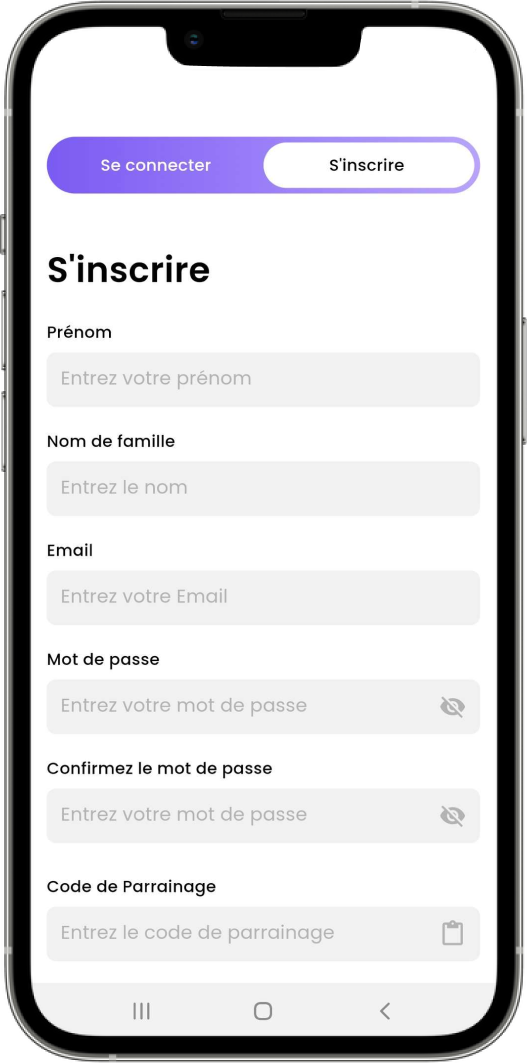 Se connecter
S'inscrire
S'inscrire
Prénom
Entrez votre prénom
Nom de famille
Entrez le nom
Email
Entrez votre Email
Mot de passe
Entrez votre mot de passe
Confirmez le mot de passe
Entrez votre mot de passe
Code de Parrainage
Entrez le code de parrainage